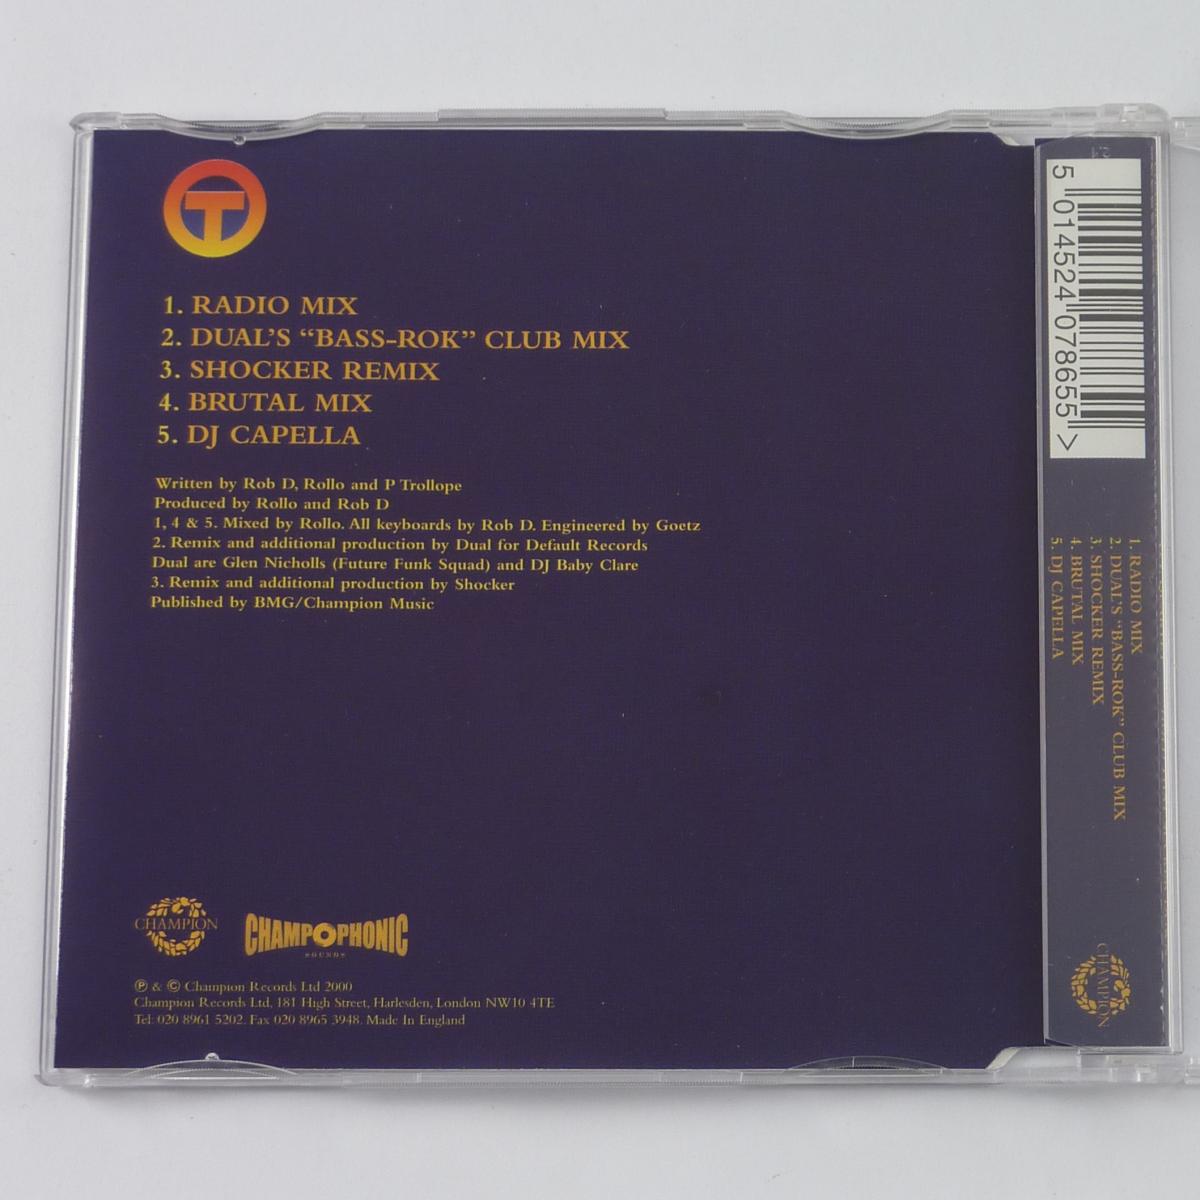 T
1. RADIO MIX
2. DUAL'S “BASS-ROK” CLUB MIX
3. SHOCKER REMIX
4. BRUTAL MIX
5. DJ CAPELLA
Written by Rob D, Rollo and P Trollope
Produced by Rollo and Rob D
1, 4 & 5. Mixed by Rollo. All keyboards by Rob D. Engineered by Goetz
2. Remix and additional production by Dual for Default Records
Dual are Glen Nicholls (Future Funk Squad) and DJ Baby Clare
3. Remix and additional production by Shocker
Published by BMG/Champion Music
CHAMPION
CHAMPOPHONIC
SOUNDS
℗ & © Champion Records Ltd 2000
Champion Records Ltd, 181 High Street, Harlesden, London NW10 4TE
Tel: 020 8961 5202. Fax 020 8965 3948. Made In England
5 014524 078655 >
1. RADIO MIX
2. DUAL'S “BASS-ROK” CLUB MIX
3. SHOCKER REMIX
4. BRUTAL MIX
5. DJ CAPELLA
CHAMPION